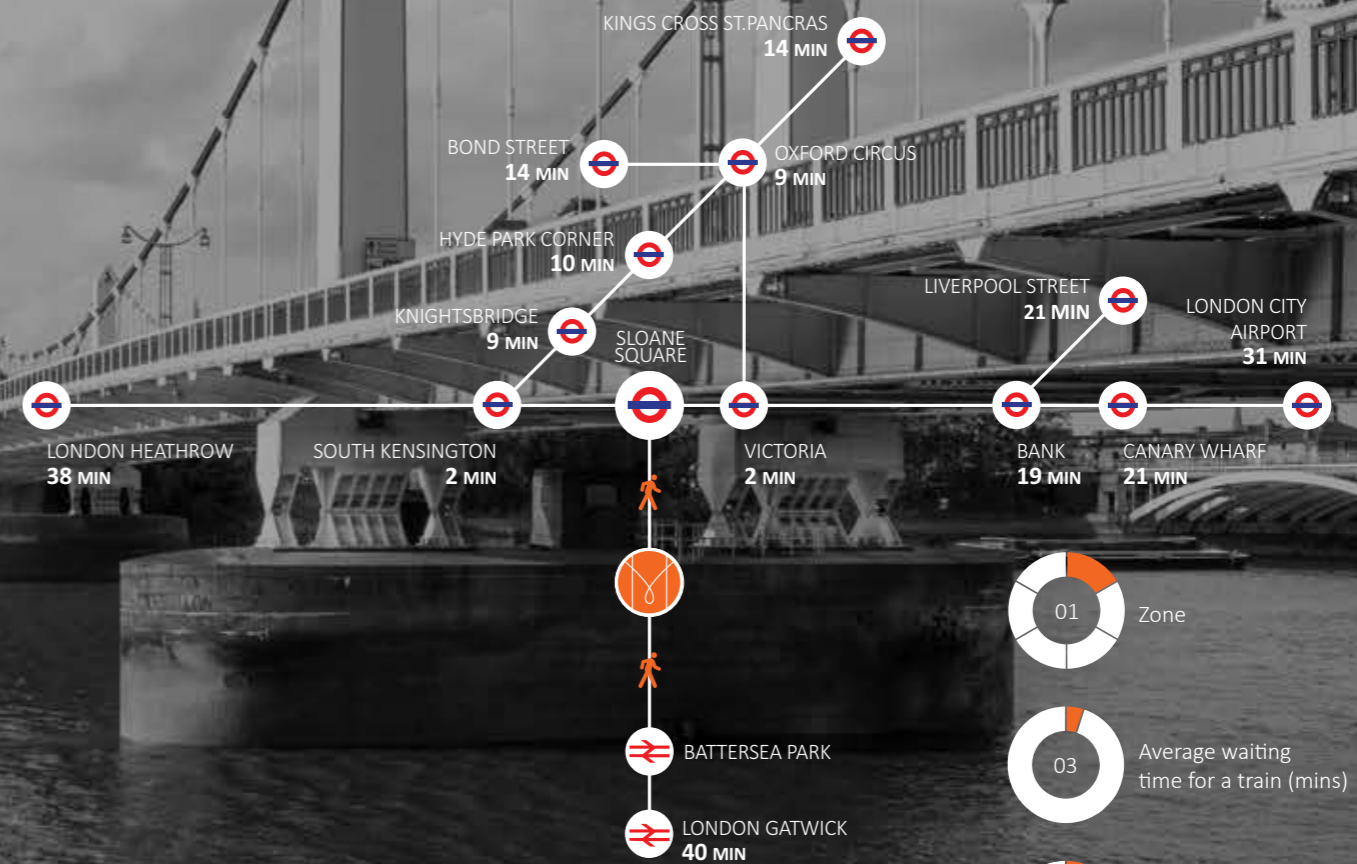 KINGS CROSS ST.PANCRAS
14 MIN
BOND STREET
14 MIN
OXFORD CIRCUS
9 MIN
HYDE PARK CORNER
10 MIN
KNIGHTSBRIDGE
9 MIN
SLOANE
SQUARE
LIVERPOOL STREET
21 MIN
LONDON CITY
AIRPORT
31 MIN
LONDON HEATHROW
38 MIN
SOUTH KENSINGTON
2 MIN
VICTORIA
2 MIN
BANK
19 MIN
CANARY WHARF
21 MIN
01
Zone
03
Average waiting
time for a train (mins)
BATTERSEA PARK
LONDON GATWICK
40 MIN